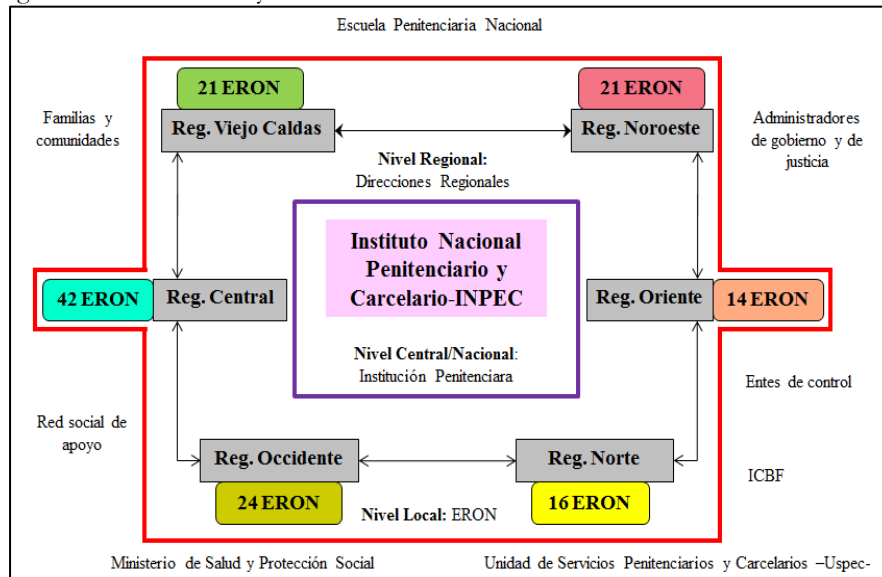 Escuela Penitenciaria Nacional
21 ERON
21 ERON
Familias y
comunidades
Reg. Viejo Caldas
Reg. Noroeste
Administradores
de gobierno y de
justicia
Nivel Regional:
Direcciones Regionales
Instituto Nacional
Penitenciario y
Carcelario-INPEC
42 ERON
Reg. Central
Reg. Oriente
14 ERON
Nivel Central/Nacional:
Institución Penitenciara
Entes de control
Red social de
apoyo
Reg. Occidente
Reg. Norte
ICBF
24 ERON
16 ERON
Nivel Local: ERON
Ministerio de Salud y Protección Social
Unidad de Servicios Penitenciarios y Carcelarios –Uspec-